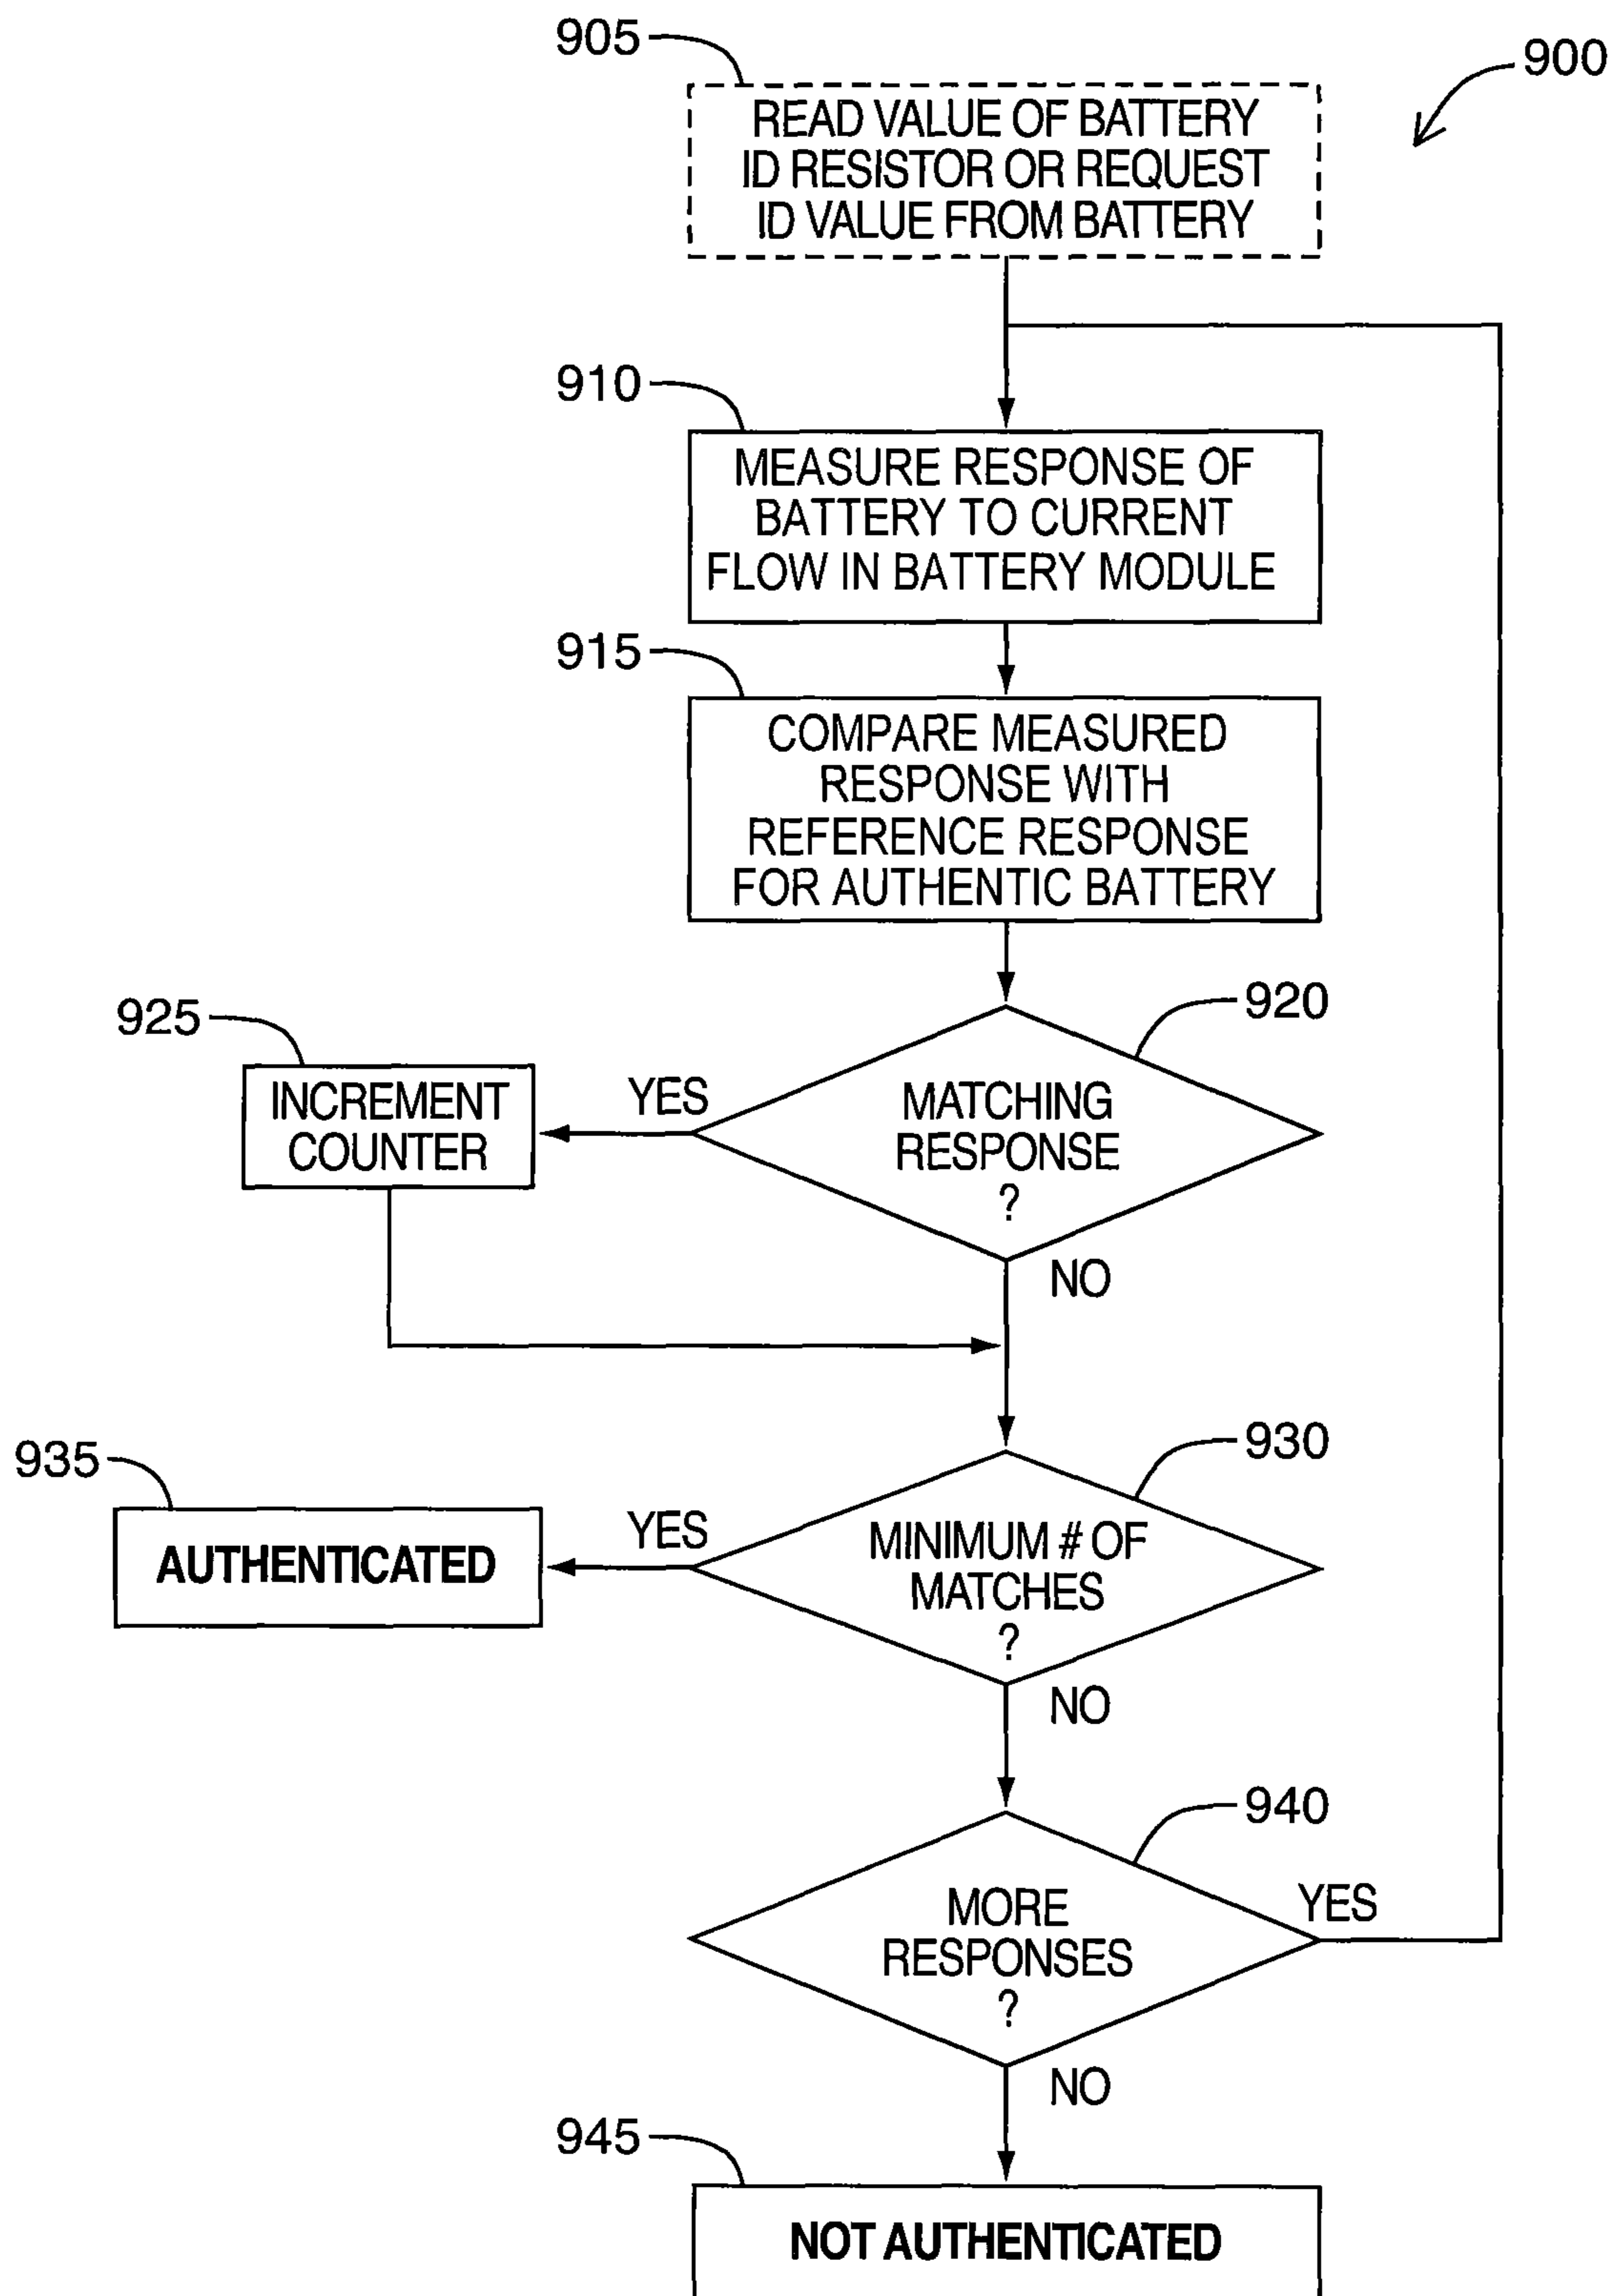 905
900
READ VALUE OF BATTERY
ID RESISTOR OR REQUEST
ID VALUE FROM BATTERY
910
MEASURE RESPONSE OF
BATTERY TO CURRENT
FLOW IN BATTERY MODULE
915
COMPARE MEASURED
RESPONSE WITH
REFERENCE RESPONSE
FOR AUTHENTIC BATTERY
920
925
INCREMENT
COUNTER
YES
MATCHING
RESPONSE
?
NO
930
935
AUTHENTICATED
YES
MINIMUM # OF
MATCHES
?
NO
940
MORE
RESPONSES
?
YES
NO
945
NOT AUTHENTICATED